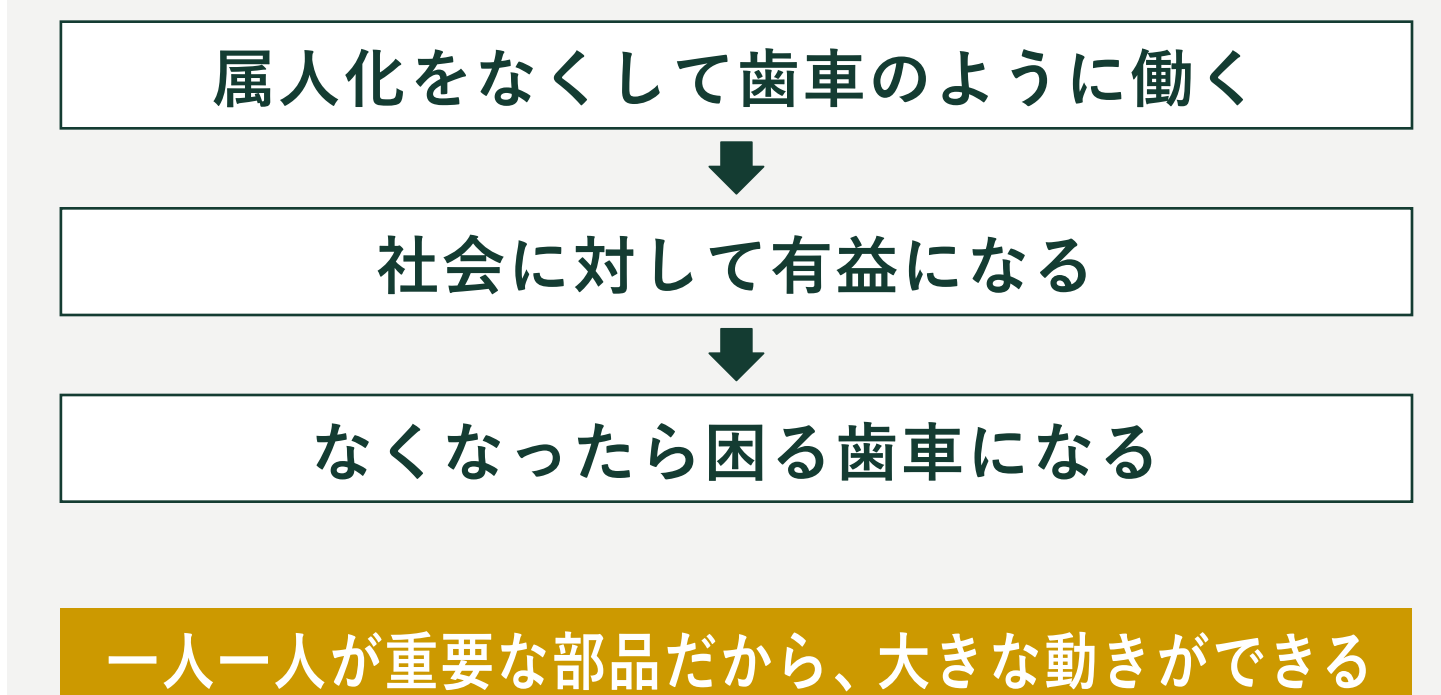 属人化をなくして歯車のように働く
社会に対して有益になる
なくなったら困る歯車になる
一人一人が重要な部品だから、大きな動きができる